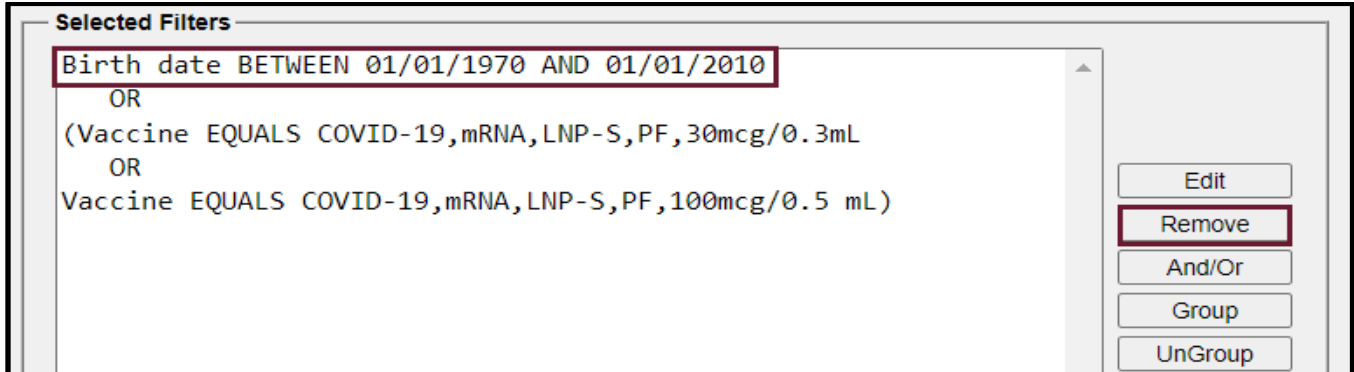 Selected Filters
Birth date BETWEEN 01/01/1970 AND 01/01/2010
OR
(Vaccine EQUALS COVID-19,mRNA,LNP-S,PF,30mcg/0.3mL
OR
Vaccine EQUALS COVID-19,mRNA,LNP-S,PF,100mcg/0.5 mL)
Edit
Remove
And/Or
Group
UnGroup